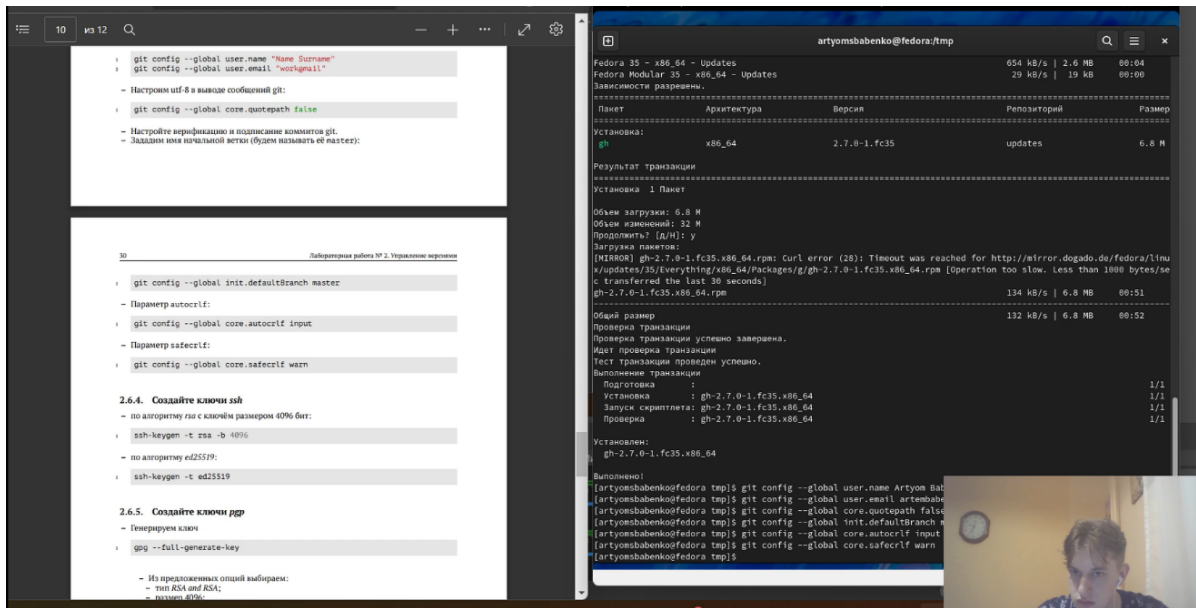 10 из 12
git config --global user.name "Name Surname"
git config --global user.email "work@mail"
– Настроим utf-8 в выводе сообщений git:
git config --global core.quotepath false
– Настройте верификацию и подписание коммитов git.
– Зададим имя начальной ветки (будем называть её master):
30 Лабораторная работа № 2. Управление версиями
git config --global init.defaultBranch master
– Параметр autocrlf:
git config --global core.autocrlf input
– Параметр safecrlf:
git config --global core.safecrlf warn
2.6.4. Создайте ключи ssh
– по алгоритму rsa с ключём размером 4096 бит:
ssh-keygen -t rsa -b 4096
– по алгоритму ed25519:
ssh-keygen -t ed25519
2.6.5. Создайте ключи pgp
– Генерируем ключ
gpg --full-generate-key
– Из предложенных опций выбираем:
– тип RSA and RSA;
– размер 4096;
artyomsbabenko@fedora:/tmp
Fedora 35 - x86_64 - Updates 654 kB/s | 2.6 MB 00:04
Fedora Modular 35 - x86_64 - Updates 29 kB/s | 19 kB 00:00
Зависимости разрешены.
Пакет Архитектура Версия Репозиторий Размер
Установка:
gh x86_64 2.7.0-1.fc35 updates 6.8 M
Результат транзакции
Установка 1 Пакет
Объем загрузки: 6.8 M
Объем изменений: 32 M
Продолжить? [д/Н]: y
Загрузка пакетов:
[MIRROR] gh-2.7.0-1.fc35.x86_64.rpm: Curl error (28): Timeout was reached for http://mirror.dogado.de/fedora/linu
x/updates/35/Everything/x86_64/Packages/g/gh-2.7.0-1.fc35.x86_64.rpm [Operation too slow. Less than 1000 bytes/se
c transferred the last 30 seconds]
gh-2.7.0-1.fc35.x86_64.rpm 134 kB/s | 6.8 MB 00:51
Общий размер 132 kB/s | 6.8 MB 00:52
Проверка транзакции
Проверка транзакции успешно завершена.
Идет проверка транзакции
Тест транзакции проведен успешно.
Выполнение транзакции
Подготовка : 1/1
Установка : gh-2.7.0-1.fc35.x86_64 1/1
Запуск скриптлета: gh-2.7.0-1.fc35.x86_64 1/1
Проверка : gh-2.7.0-1.fc35.x86_64 1/1
Установлен:
gh-2.7.0-1.fc35.x86_64
Выполнено!
[artyomsbabenko@fedora tmp]$ git config --global user.name Artyom Bab
[artyomsbabenko@fedora tmp]$ git config --global user.email artembabe
[artyomsbabenko@fedora tmp]$ git config --global core.quotepath false
[artyomsbabenko@fedora tmp]$ git config --global init.defaultBranch m
[artyomsbabenko@fedora tmp]$ git config --global core.autocrlf input
[artyomsbabenko@fedora tmp]$ git config --global core.safecrlf warn
[artyomsbabenko@fedora tmp]$